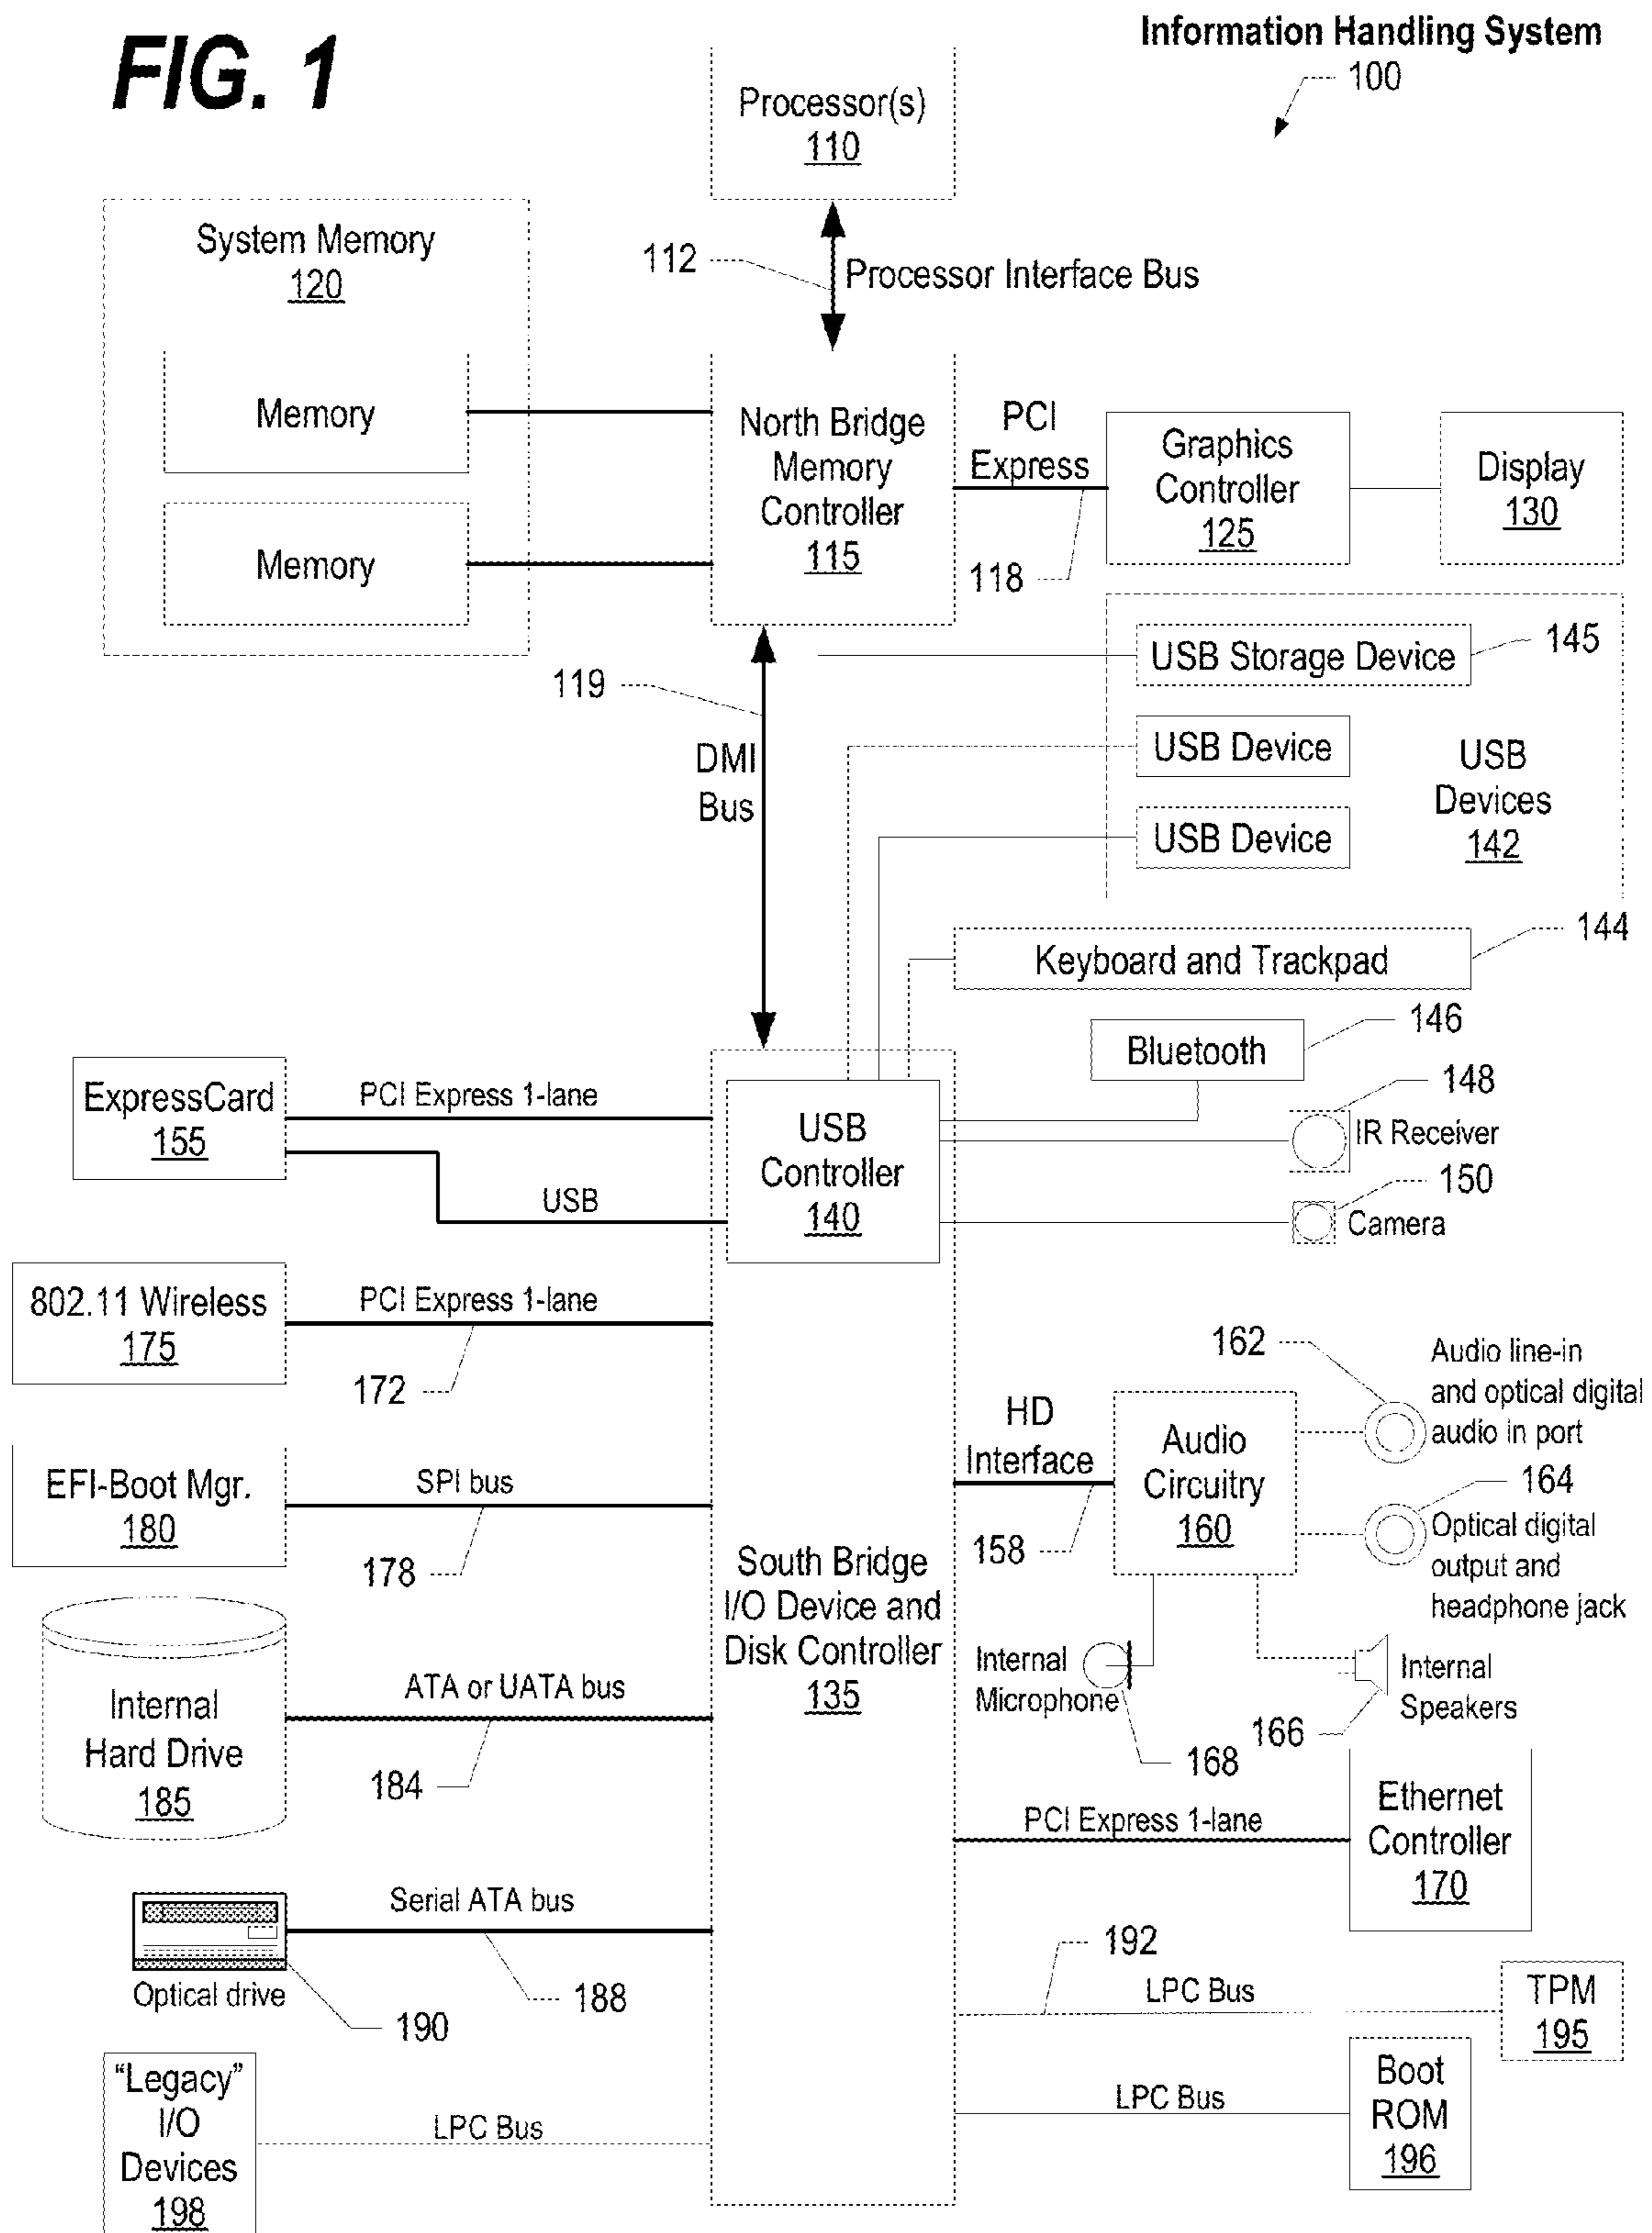 FIG. 1
Information Handling System
100
Processor(s)
110
System Memory
120
112
Processor Interface Bus
Memory
Memory
North Bridge
Memory
Controller
115
PCI
Express
118
Graphics
Controller
125
Display
130
119
DMI
Bus
USB Storage Device
145
USB Device
USB Device
USB
Devices
142
144
Keyboard and Trackpad
146
Bluetooth
148
IR Receiver
150
Camera
ExpressCard
155
PCI Express 1-lane
USB
USB
Controller
140
802.11 Wireless
175
PCI Express 1-lane
172
162
Audio line-in
and optical digital
audio in port
HD
Interface
158
Audio
Circuitry
160
164
Optical digital
output and
headphone jack
EFI-Boot Mgr.
180
SPI bus
178
South Bridge
I/O Device and
Disk Controller
135
Internal
Microphone
168
Internal
Speakers
166
Internal
Hard Drive
185
ATA or UATA bus
184
PCI Express 1-lane
Ethernet
Controller
170
Serial ATA bus
188
Optical drive
190
192
LPC Bus
TPM
195
LPC Bus
Boot
ROM
196
“Legacy”
I/O
Devices
198
LPC Bus